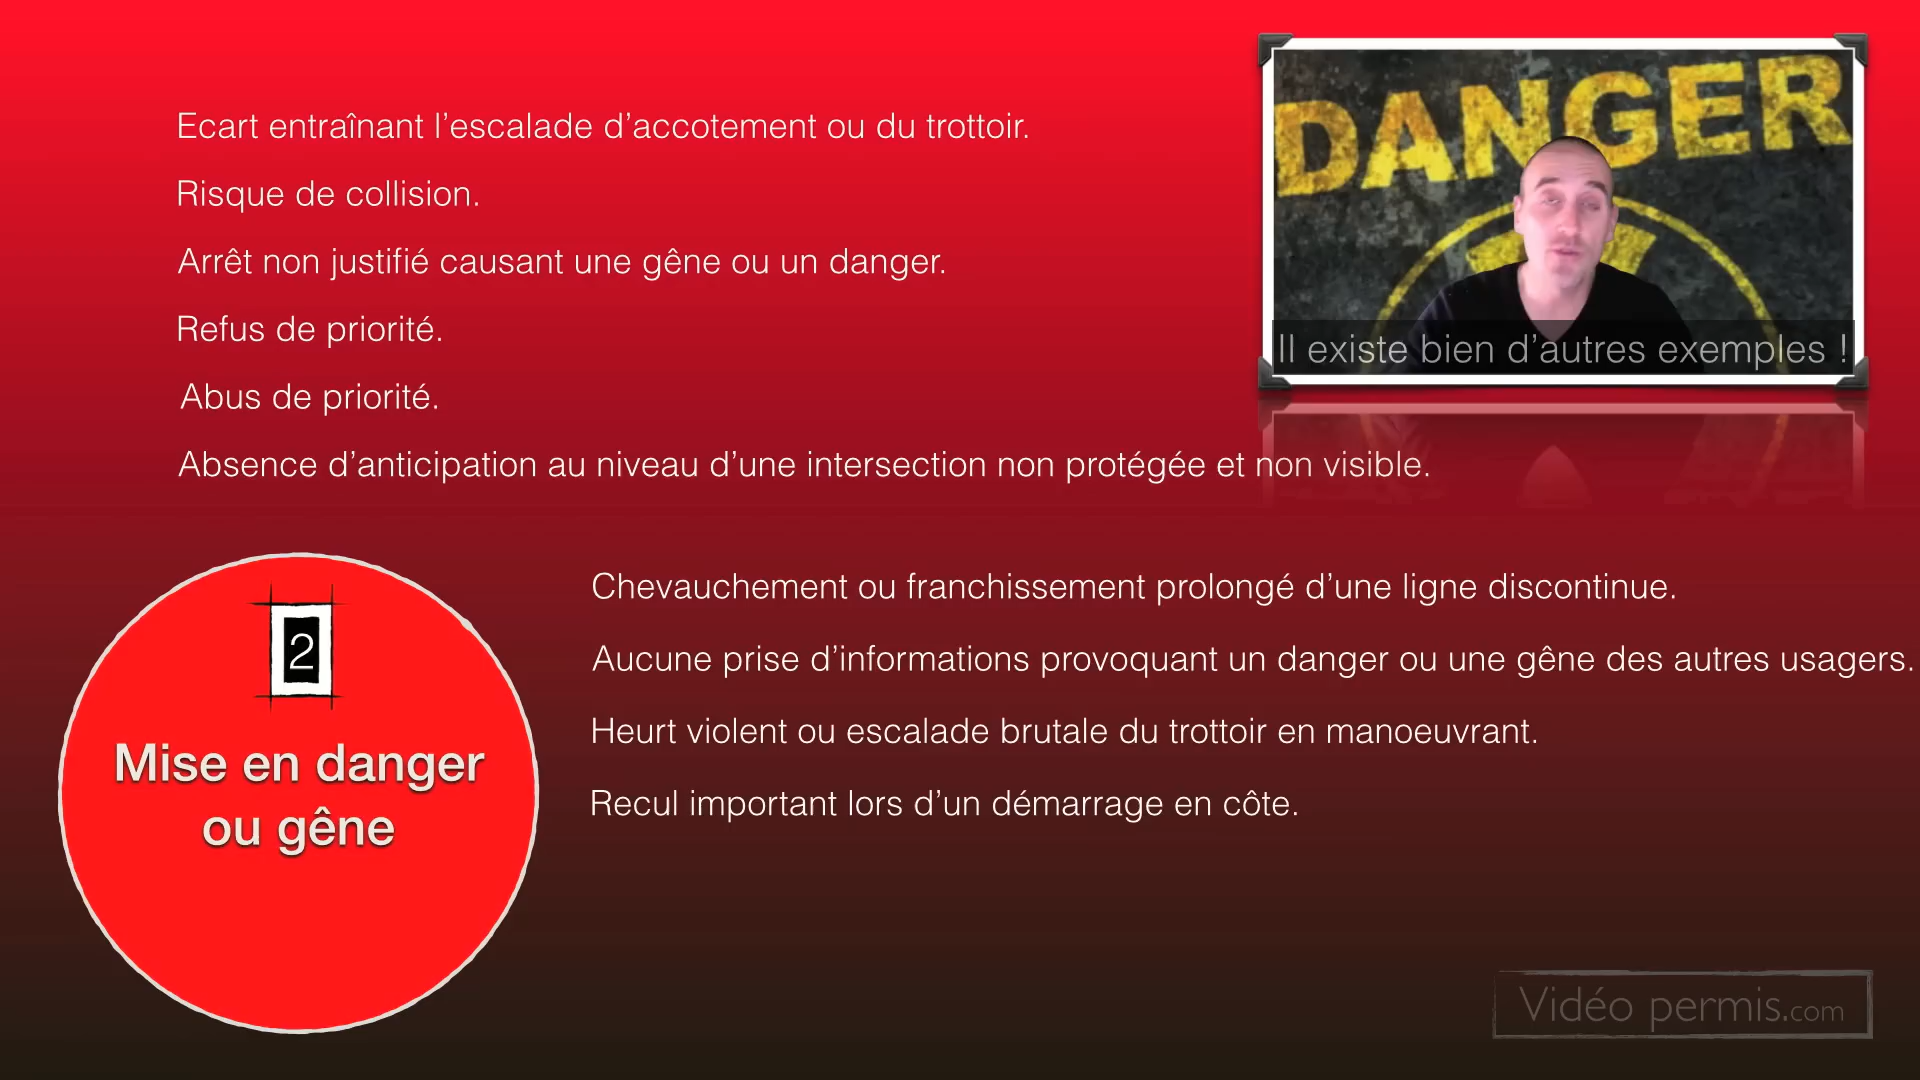 DANGER
Il existe bien d’autres exemples !
Ecart entraînant l’escalade d’accotement ou du trottoir.
Risque de collision.
Arrêt non justifié causant une gêne ou un danger.
Refus de priorité.
Abus de priorité.
Absence d’anticipation au niveau d’une intersection non protégée et non visible.
2
Mise en danger
ou gêne
Chevauchement ou franchissement prolongé d’une ligne discontinue.
Aucune prise d’informations provoquant un danger ou une gêne des autres usagers.
Heurt violent ou escalade brutale du trottoir en manoeuvrant.
Recul important lors d’un démarrage en côte.
Vidéo permis.com